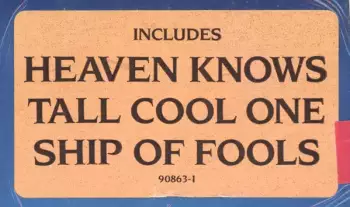 INCLUDES
HEAVEN KNOWS
TALL COOL ONE
SHIP OF FOOLS
90863-1